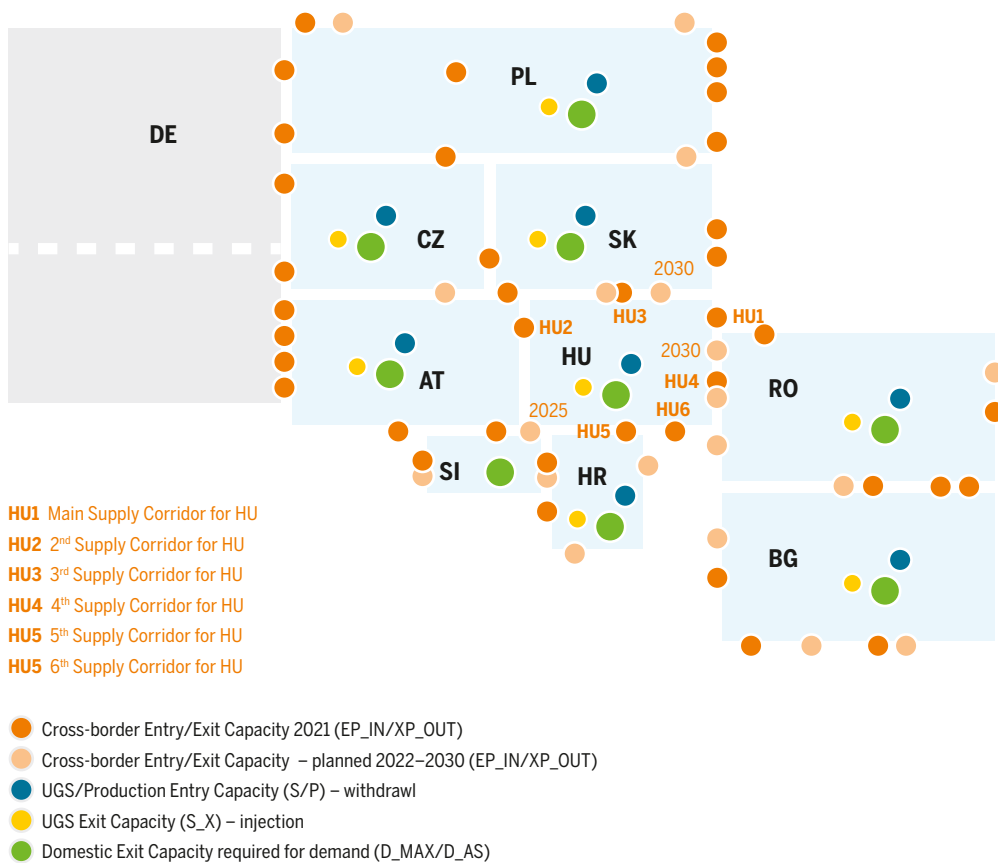 PL
DE
CZ
SK
2030
HU3
HU1
HU2
HU
2030
RO
AT
HU4
2025
HU6
HU5
SI
HR
HU1 Main Supply Corridor for HU
HU2 2nd Supply Corridor for HU
HU3 3rd Supply Corridor for HU
HU4 4th Supply Corridor for HU
HU5 5th Supply Corridor for HU
HU5 6th Supply Corridor for HU
BG
Cross-border Entry/Exit Capacity 2021 (EP_IN/XP_OUT)
Cross-border Entry/Exit Capacity – planned 2022–2030 (EP_IN/XP_OUT)
UGS/Production Entry Capacity (S/P) – withdrawl
UGS Exit Capacity (S_X) – injection
Domestic Exit Capacity required for demand (D_MAX/D_AS)